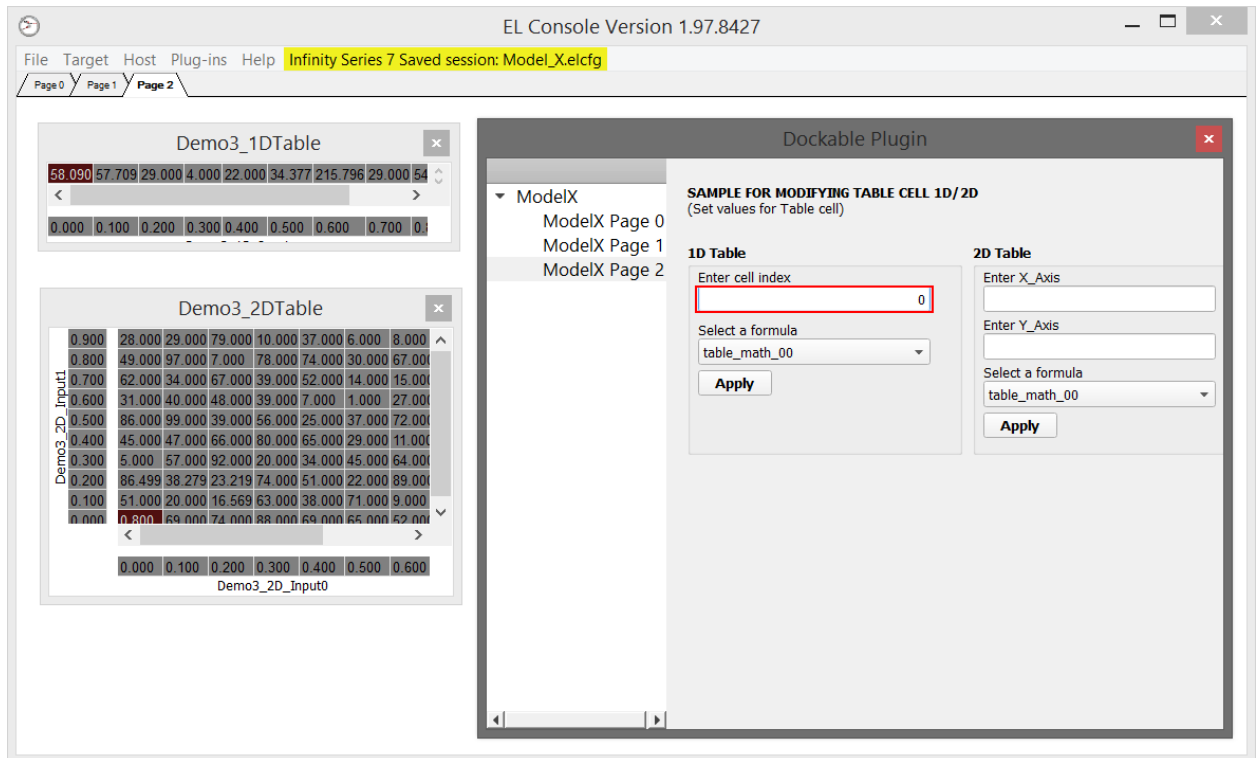 EL Console Version 1.97.8427
File Target Host Plug-ins Help Infinity Series 7 Saved session: Model_X.elcfg
Page 0 Page 1 Page 2
Demo3_1DTable
58.090 57.709 29.000 4.000 22.000 34.377 215.796 29.000 54
0.000 0.100 0.200 0.300 0.400 0.500 0.600 0.700
Demo3_2DTable
Demo3_2D_Input1
0.900 28.000 29.000 79.000 10.000 37.000 6.000 8.000
0.800 49.000 97.000 7.000 78.000 74.000 30.000 67.00
0.700 62.000 34.000 67.000 39.000 52.000 14.000 15.00
0.600 31.000 40.000 48.000 39.000 7.000 1.000 27.00
0.500 86.000 99.000 39.000 56.000 25.000 37.000 72.00
0.400 45.000 47.000 66.000 80.000 65.000 29.000 11.00
0.300 5.000 57.000 92.000 20.000 34.000 45.000 64.00
0.200 86.499 38.279 23.219 74.000 51.000 22.000 89.00
0.100 51.000 20.000 16.569 63.000 38.000 71.000 9.000
0.000 0.800 69.000 74.000 88.000 69.000 65.000 52.00
0.000 0.100 0.200 0.300 0.400 0.500 0.600
Demo3_2D_Input0
Dockable Plugin
ModelX
ModelX Page 0
ModelX Page 1
ModelX Page 2
SAMPLE FOR MODIFYING TABLE CELL 1D/2D
(Set values for Table cell)
1D Table
Enter cell index
0
Select a formula
table_math_00
Apply
2D Table
Enter X_Axis
Enter Y_Axis
Select a formula
table_math_00
Apply